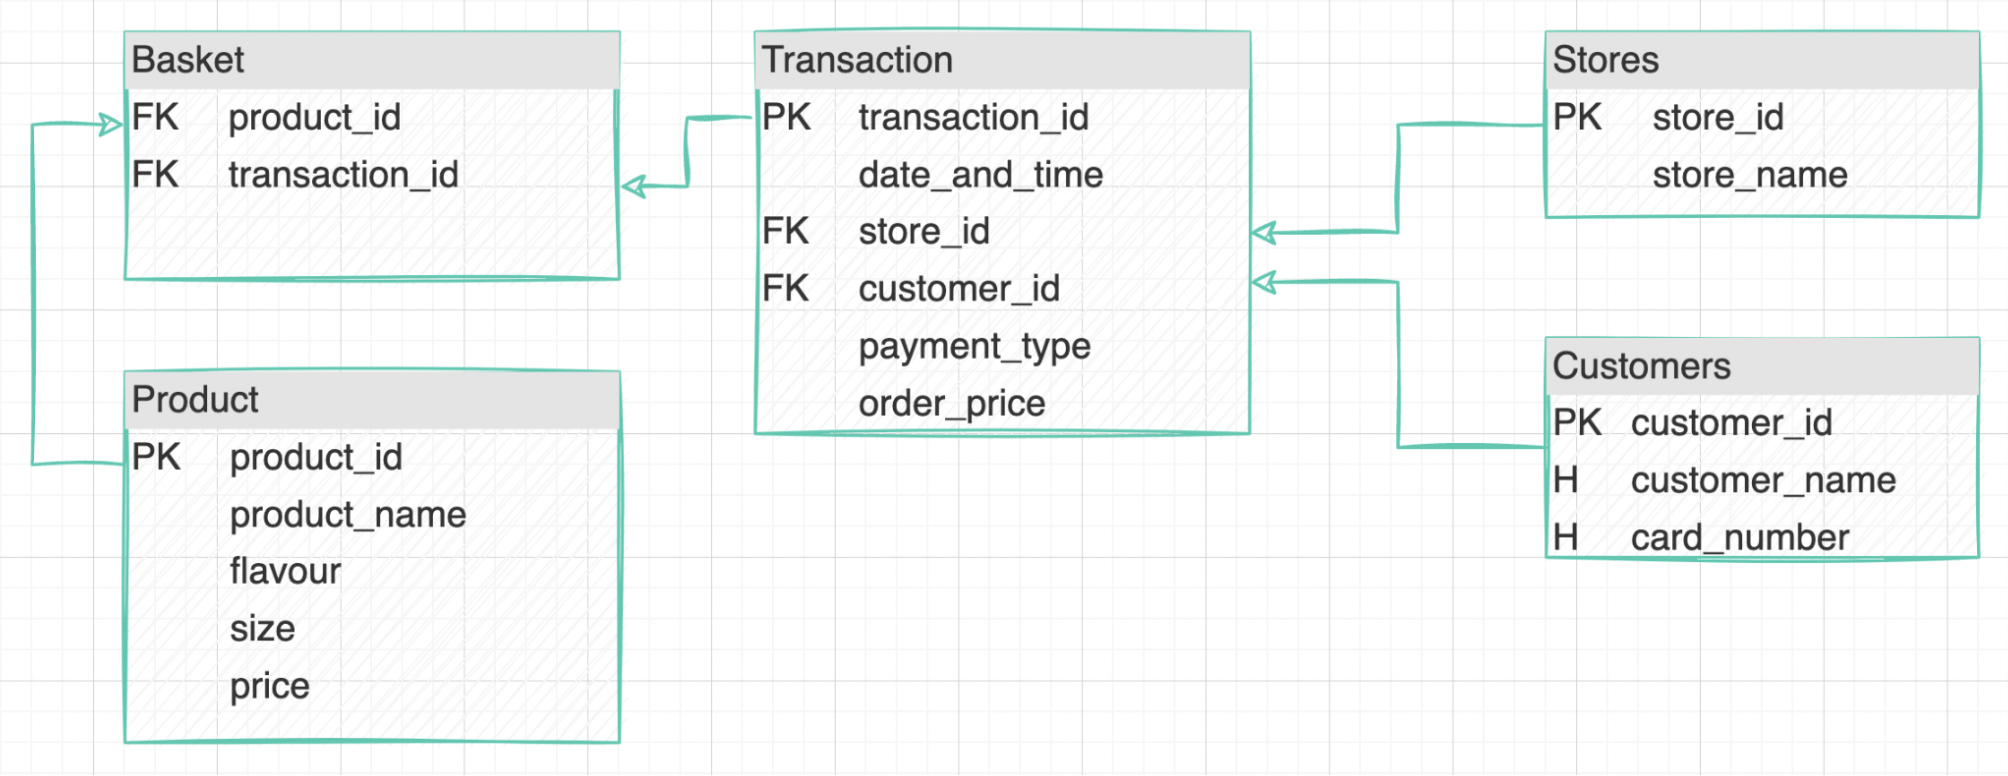 Basket
FK product_id
FK transaction_id
Product
PK product_id
product_name
flavour
size
price
Transaction
PK transaction_id
date_and_time
FK store_id
FK customer_id
payment_type
order_price
Stores
PK store_id
store_name
Customers
PK customer_id
H customer_name
H card_number